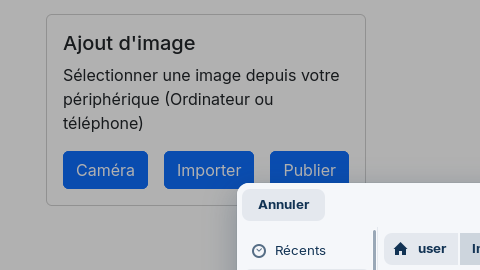 Ajout d'image
Sélectionner une image depuis votre
périphérique (Ordinateur ou
téléphone)
Caméra Importer Publier
Annuler
Récents user